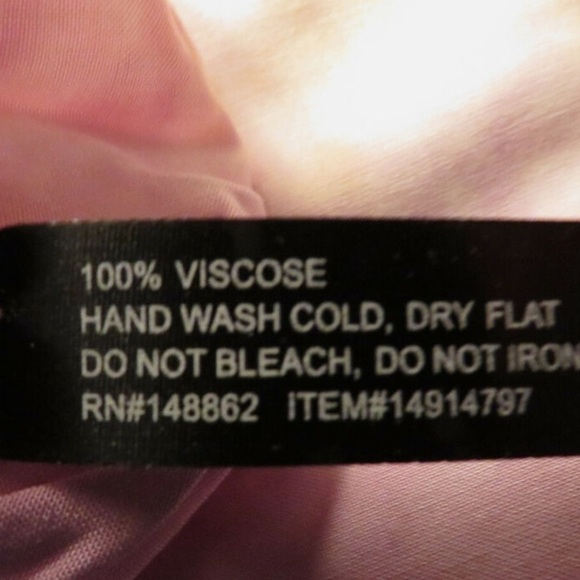 100% VISCOSE
HAND WASH COLD, DRY FLAT
DO NOT BLEACH, DO NOT IRON
RN#148862 ITEM#14914797